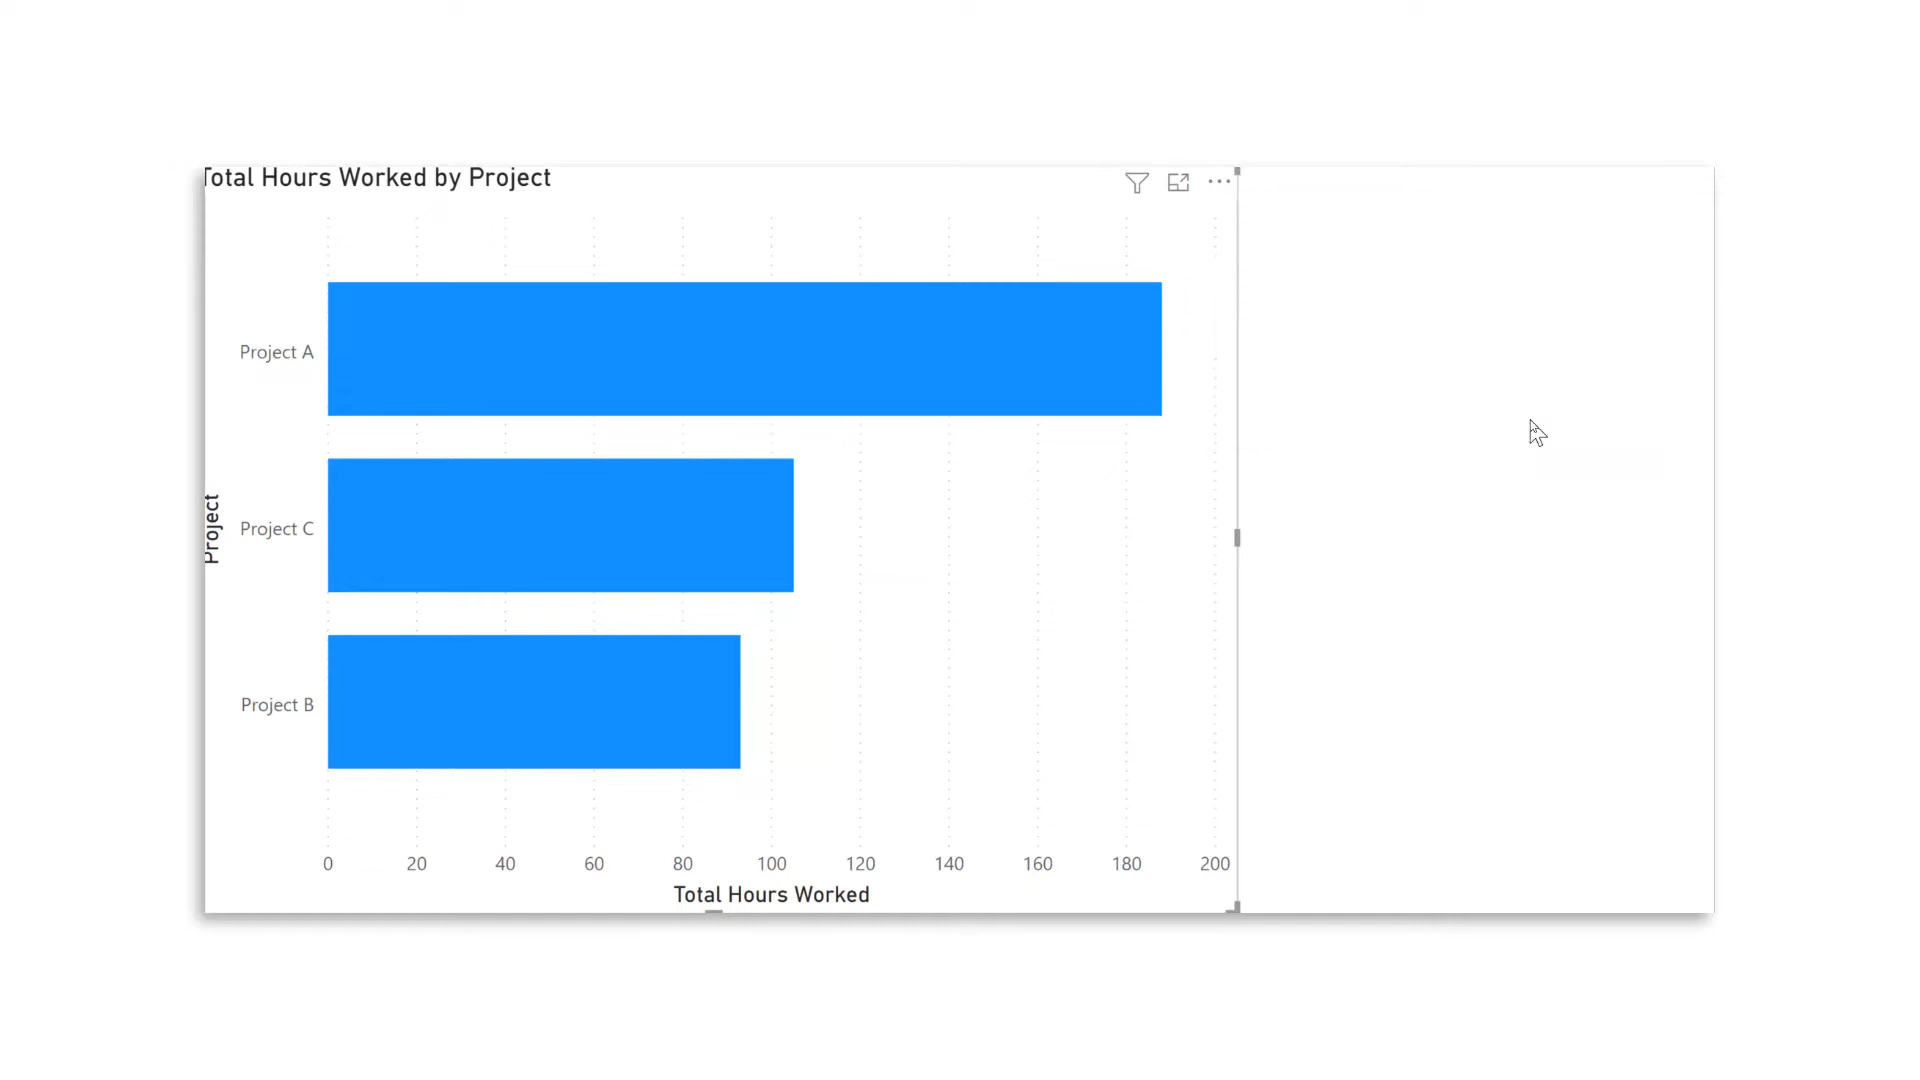 Total Hours Worked by Project
Project
Project A
Project C
Project B
0 20 40 60 80 100 120 140 160 180 200
Total Hours Worked